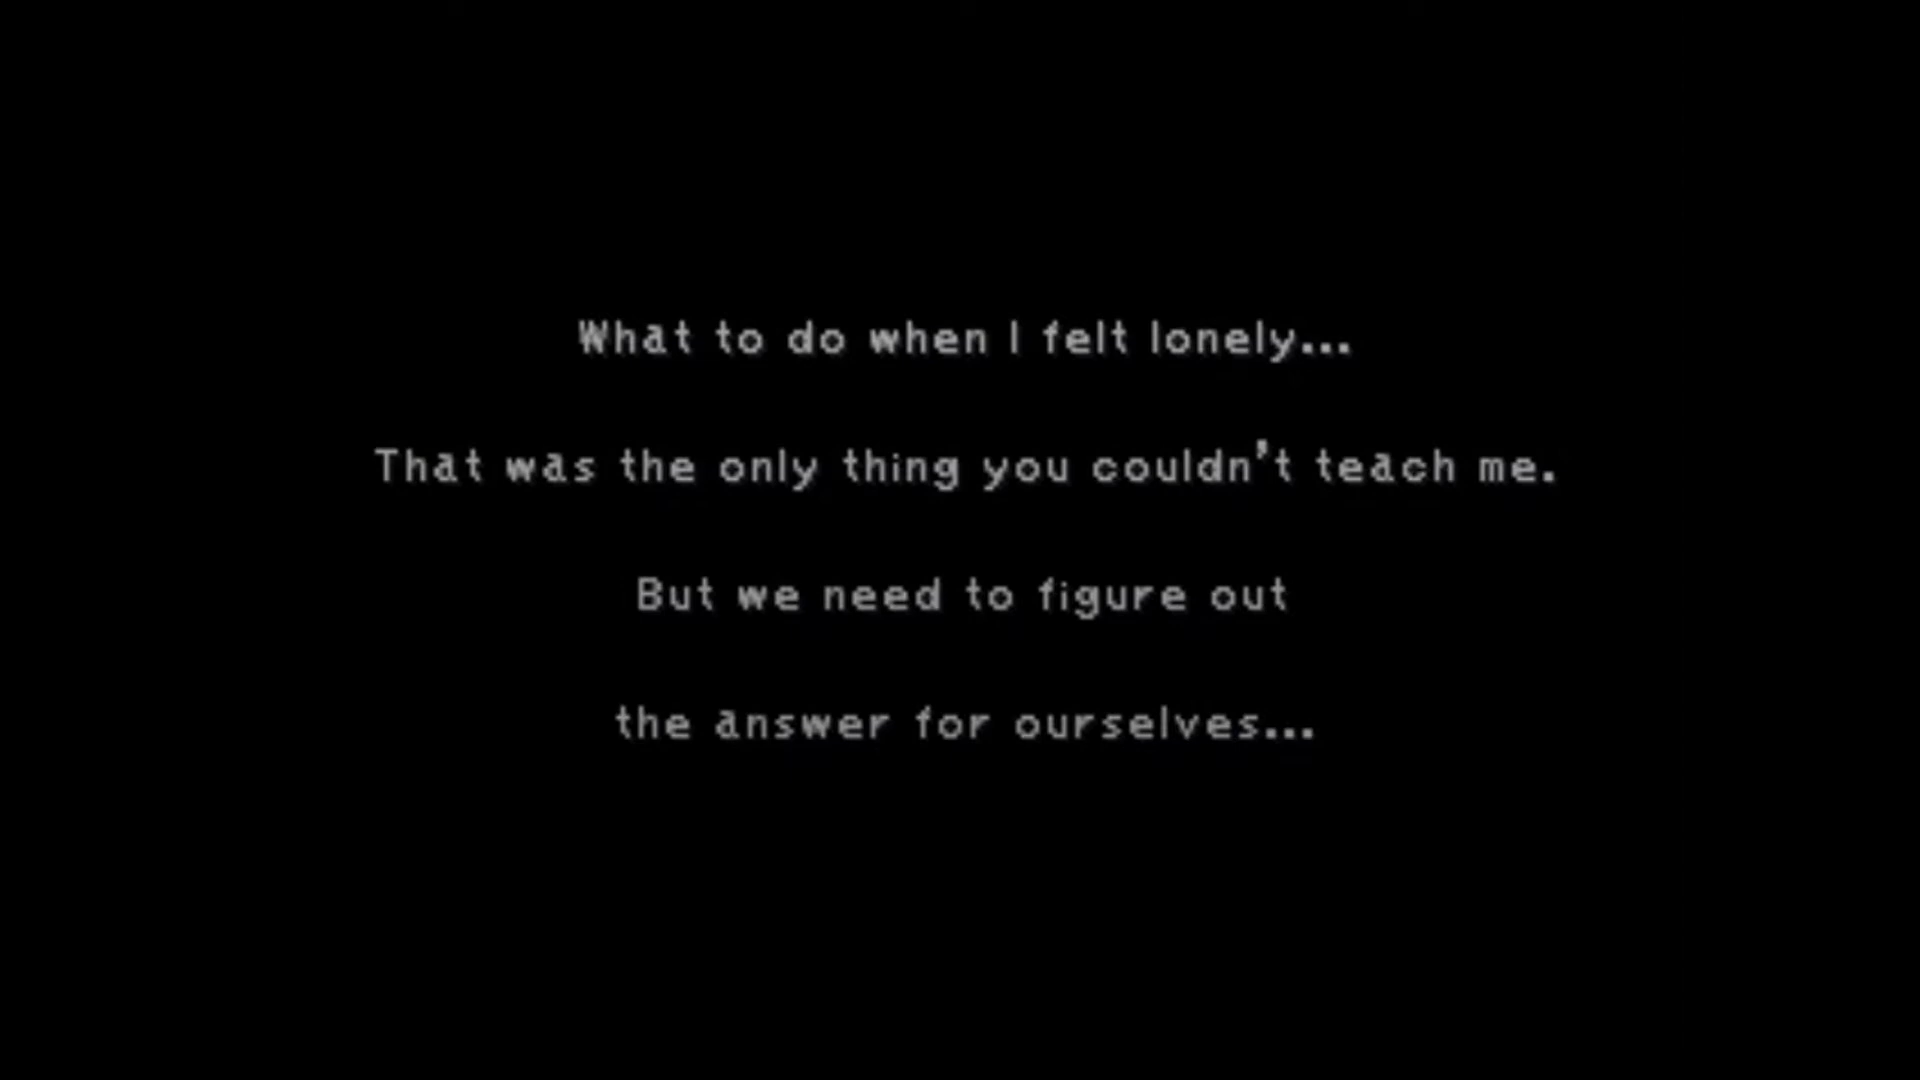 What to do when I felt lonely...
That was the only thing you couldn't teach me.
But we need to figure out
the answer for ourselves...